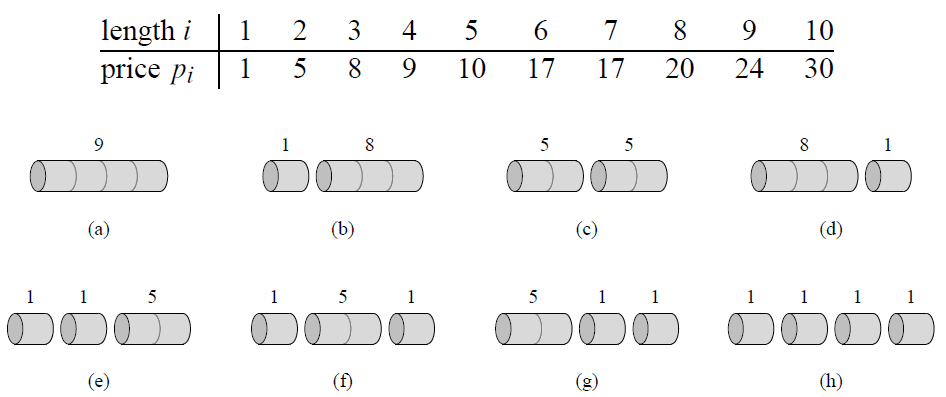 length i 1 2 3 4 5 6 7 8 9 10
price pi 1 5 8 9 10 17 17 20 24 30
9 1 8 5 5 8 1
(a) (b) (c) (d)
1 1 5 1 5 1 5 1 1 1 1 1 1
(e) (f) (g) (h)